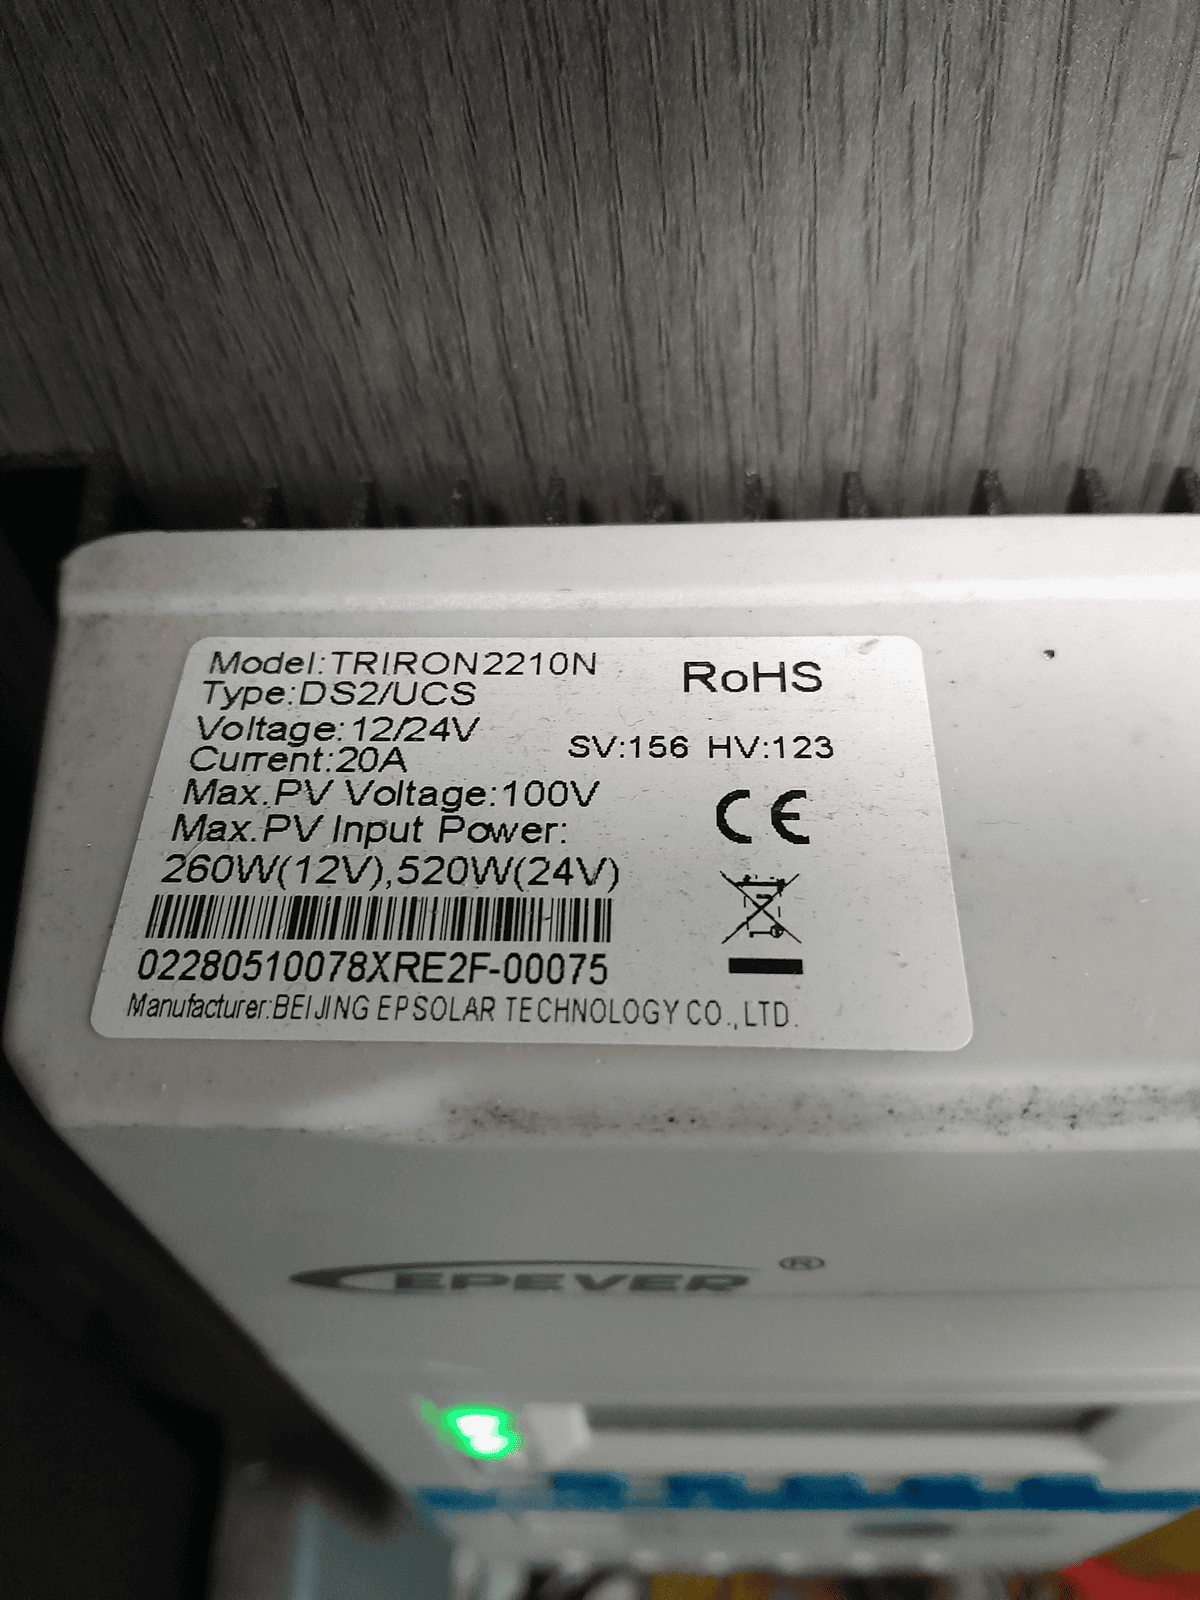 Model:TRIRON2210N
RoHS
Type:DS2/UCS
Voltage:12/24V
SV:156 HV:123
Current:20A
Max.PV Voltage:100V
Max.PV Input Power:
260W(12V),520W(24V)
CE
02280510078XRE2F-00075
Manufacturer:BEIJING EPSOLAR TECHNOLOGY CO.,LTD.
EPEVER ®